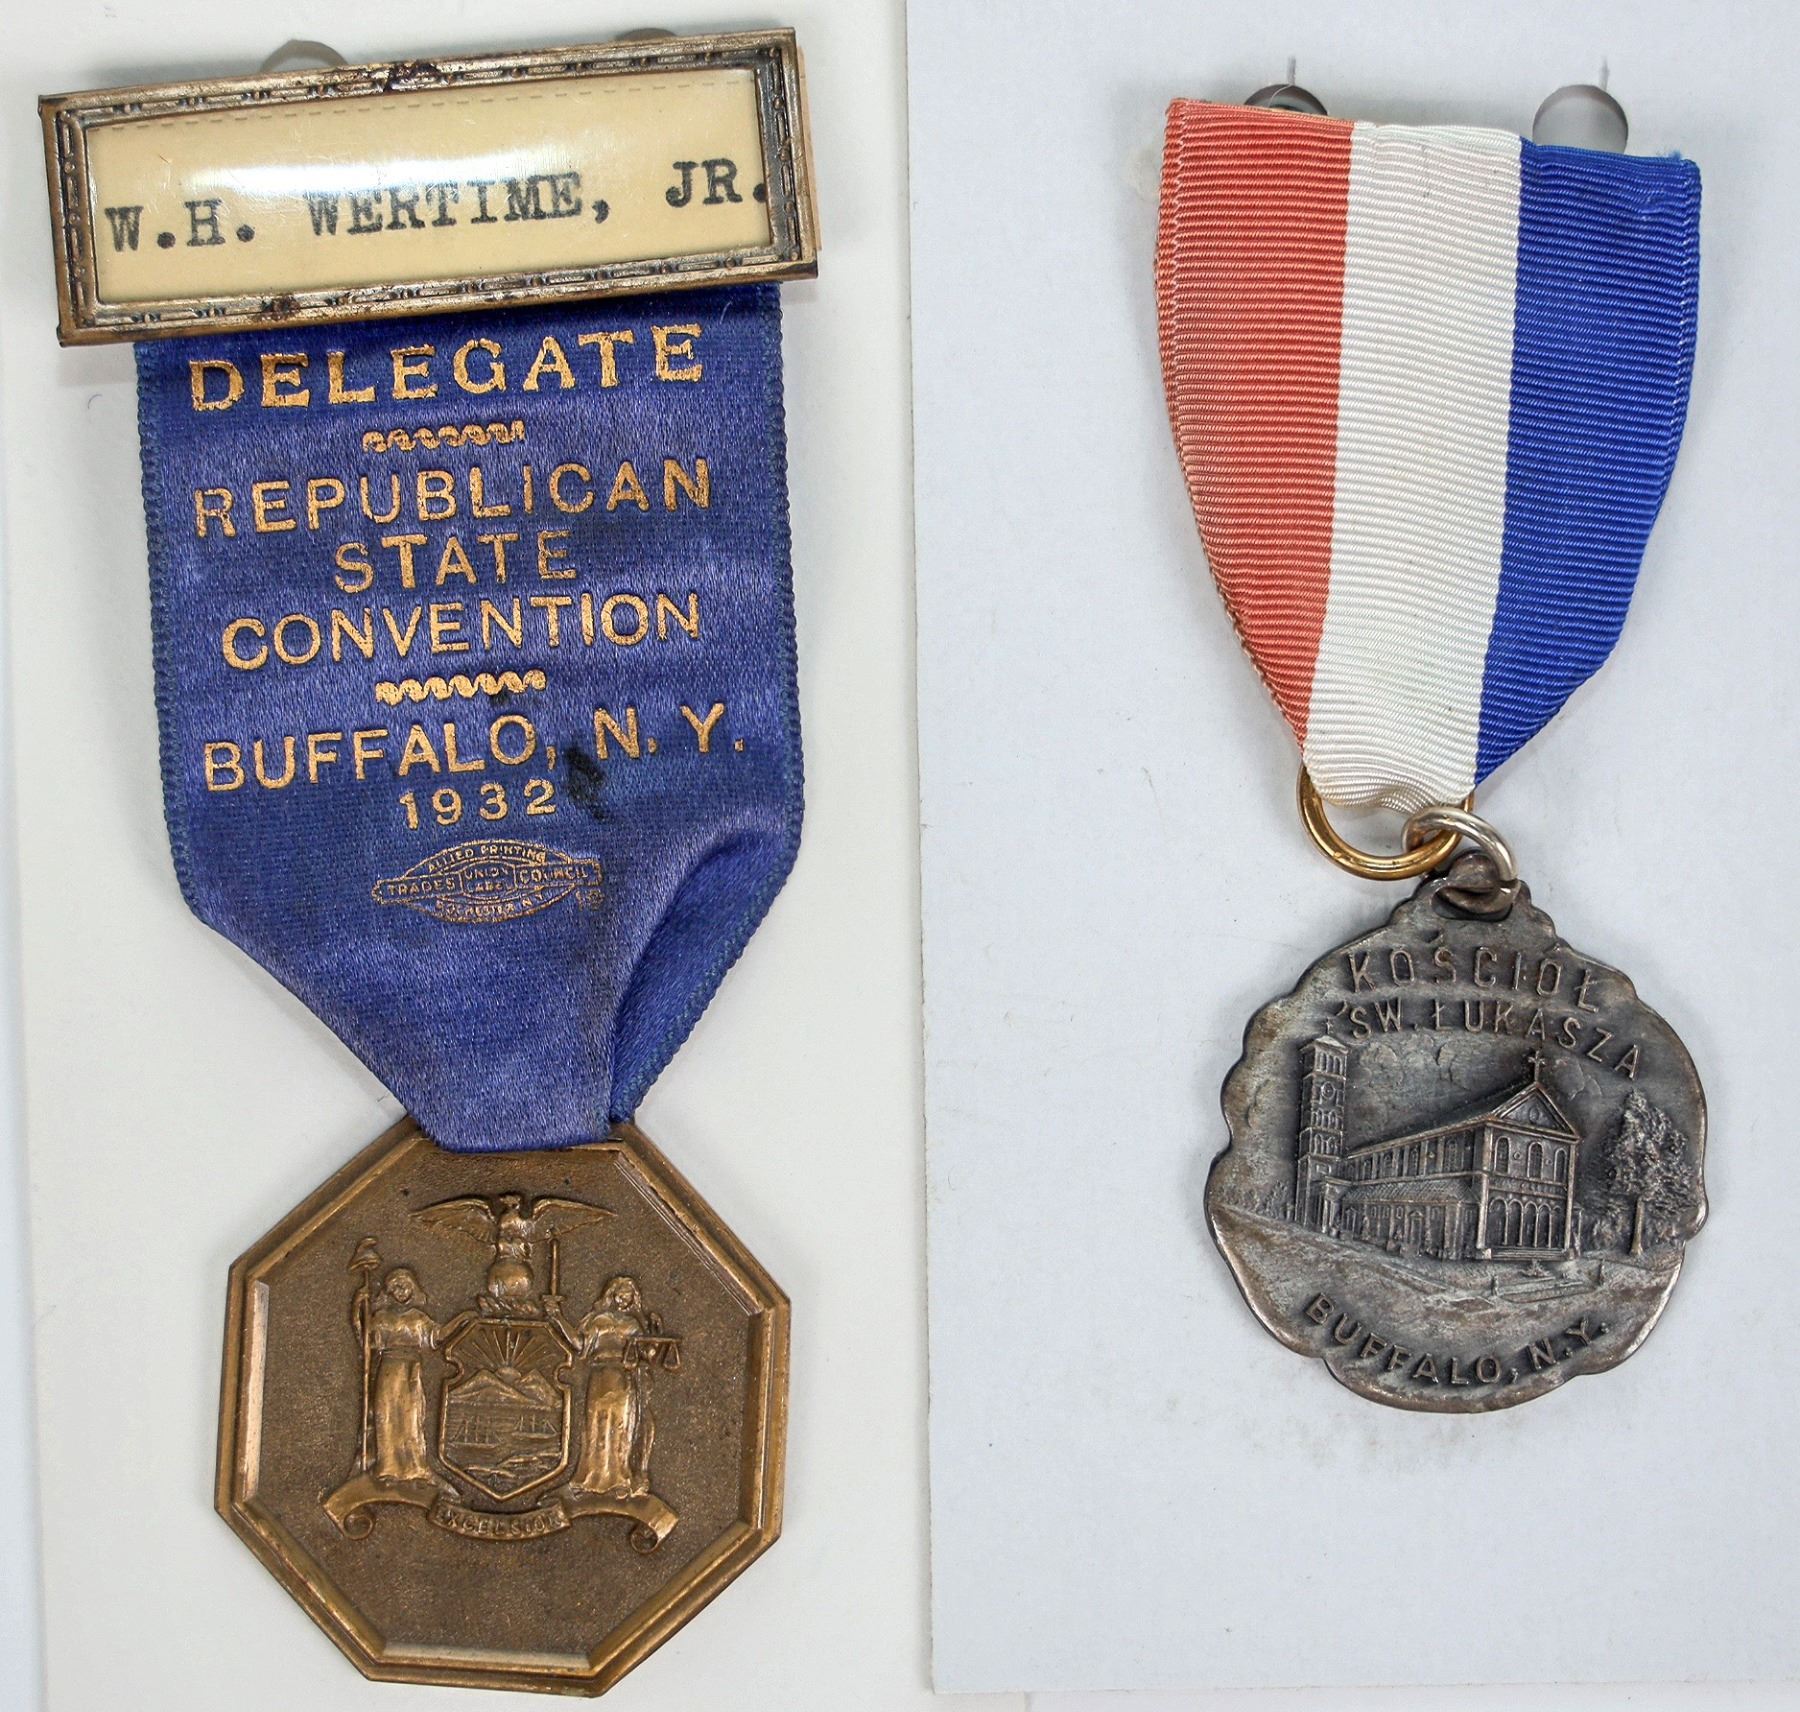 W.H. WERTIME, JR.
DELEGATE
REPUBLICAN
STATE
CONVENTION
BUFFALO, N.Y.
1932
ALLIED PRINTING
TRADES UNION LABEL COUNCIL
ROCHESTER N.Y.
EXCELSIOR
KOŚCIÓŁ
ŚW. ŁUKASZA
BUFFALO, N.Y.